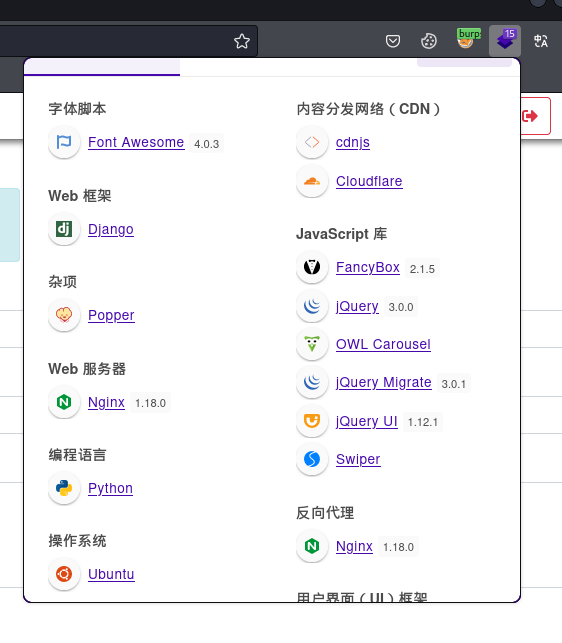 burp
15
字体脚本
Font Awesome 4.0.3
Web 框架
Django
杂项
Popper
Web 服务器
Nginx 1.18.0
编程语言
Python
操作系统
Ubuntu
内容分发网络（CDN）
cdnjs
Cloudflare
JavaScript 库
FancyBox 2.1.5
jQuery 3.0.0
OWL Carousel
jQuery Migrate 3.0.1
jQuery UI 1.12.1
Swiper
反向代理
Nginx 1.18.0
用户界面（UI）框架